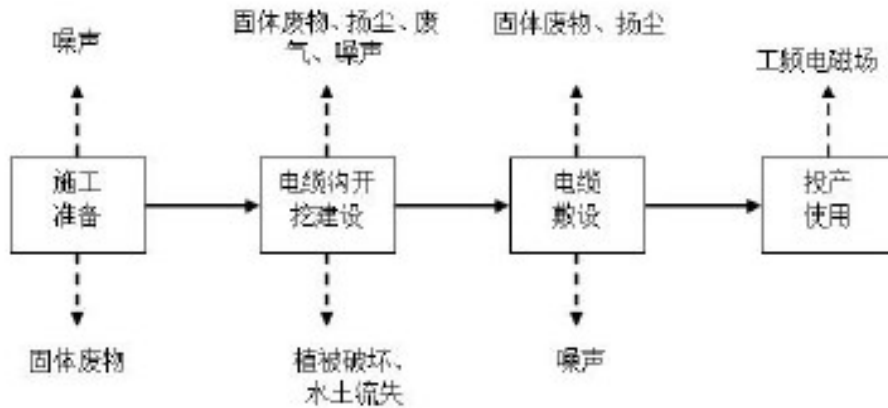 噪声
固体废物、扬尘、废
气、噪声
固体废物、扬尘
工频电磁场
施工
准备
电缆沟开
挖建设
电缆
敷设
投产
使用
固体废物
植被破坏、
水土流失
噪声